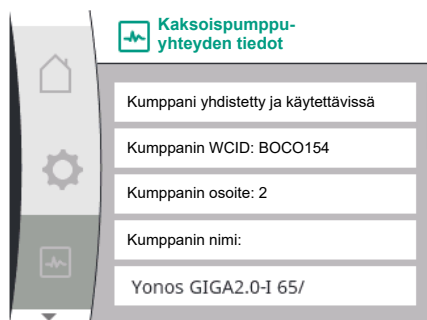 Kaksoispumppu-
yhteyden tiedot
Kumppani yhdistetty ja käytettävissä
Kumppanin WCID: BOCO154
Kumppanin osoite: 2
Kumppanin nimi:
Yonos GIGA2.0-I 65/